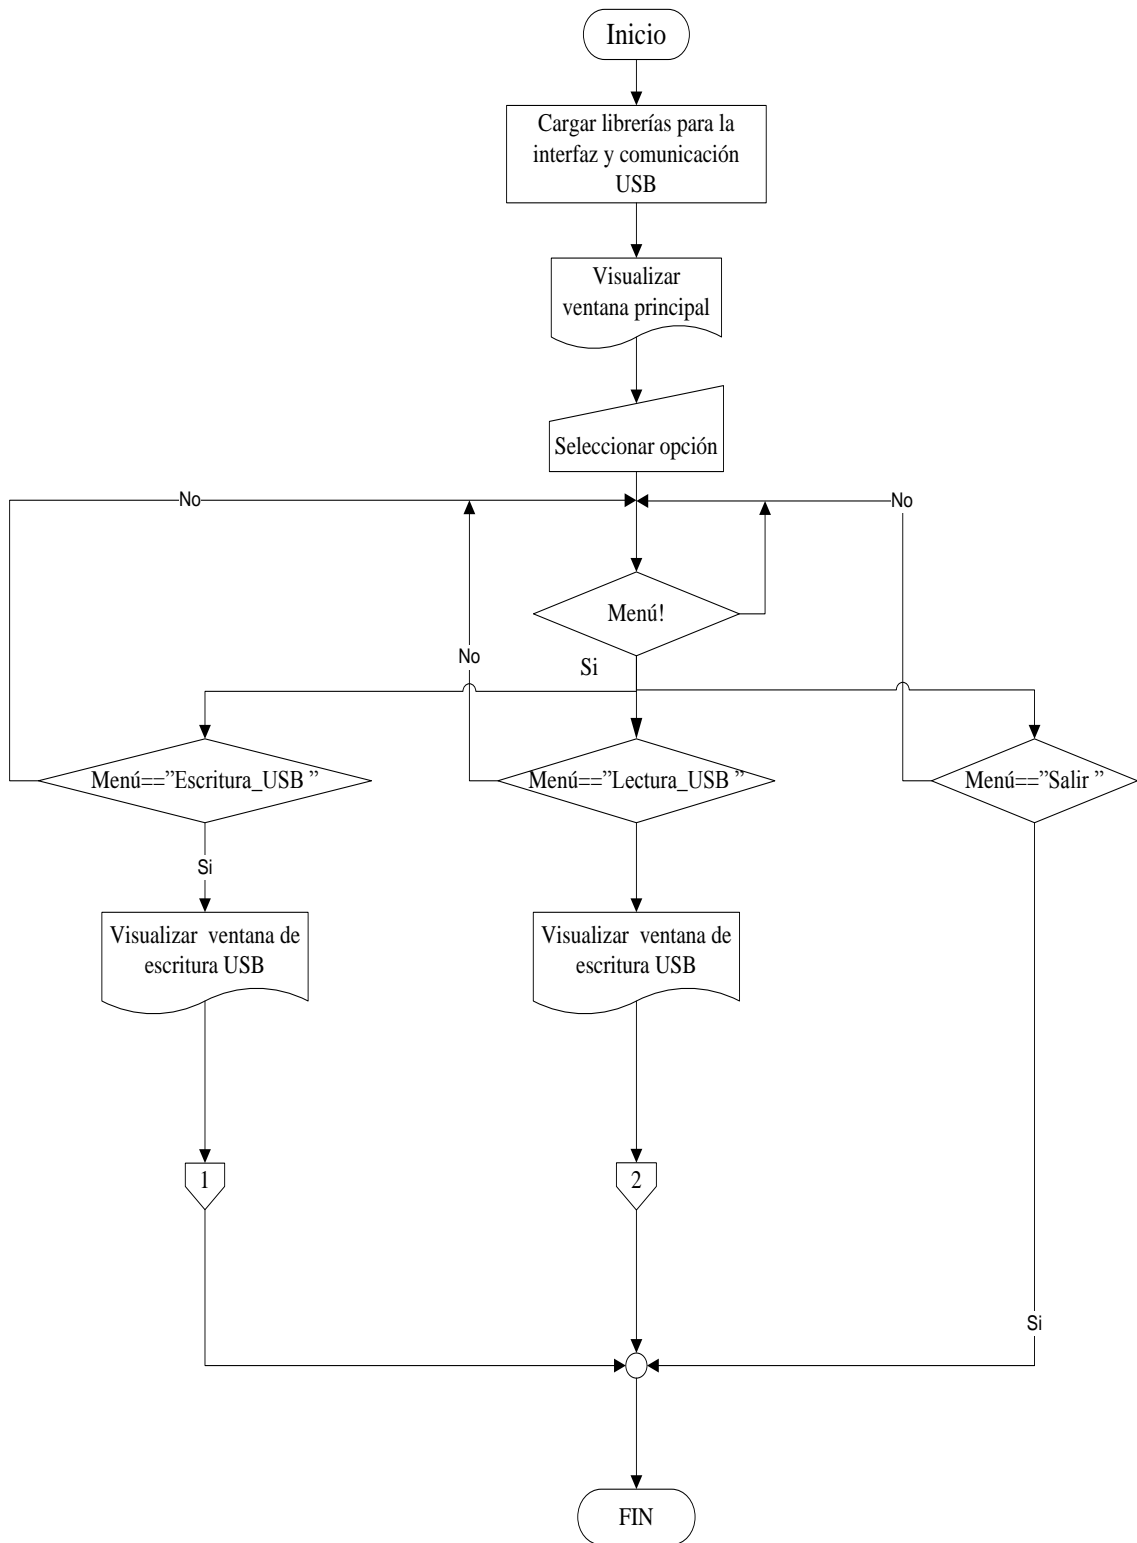 Inicio
Cargar librerías para la
interfaz y comunicación
USB
Visualizar
ventana principal
Seleccionar opción
No
No
Menú!
No
Si
Menú==”Escritura_USB ”
Menú==”Lectura_USB ”
Menú==”Salir ”
Si
Visualizar ventana de
escritura USB
Visualizar ventana de
escritura USB
1
2
Si
FIN